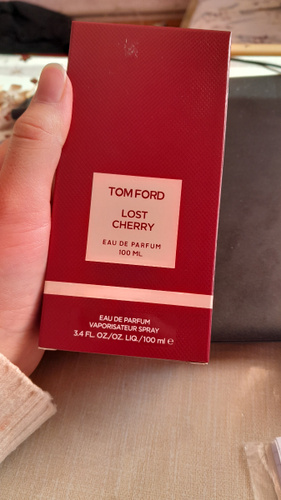 TOM FORD
LOST
CHERRY
EAU DE PARFUM
100 ML
EAU DE PARFUM
VAPORISATEUR SPRAY
3.4 FL. OZ./OZ. LIQ./100 ml ℮